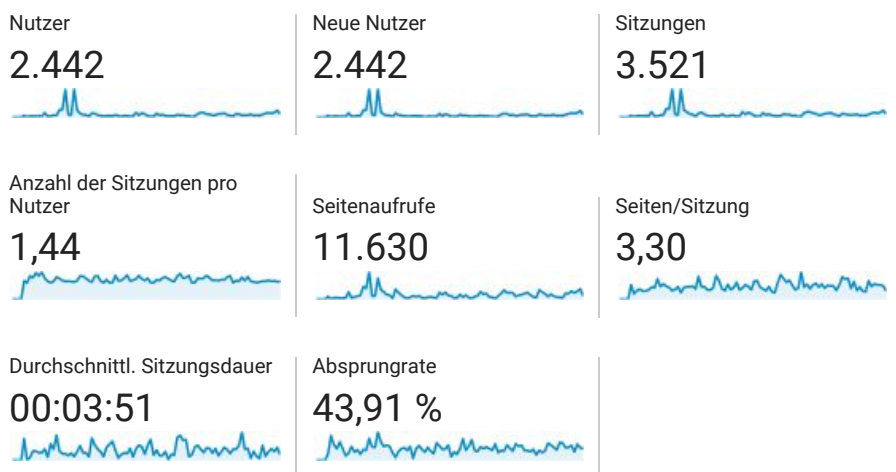 Nutzer
2.442
Neue Nutzer
2.442
Sitzungen
3.521
Anzahl der Sitzungen pro
Nutzer
1,44
Seitenaufrufe
11.630
Seiten/Sitzung
3,30
Durchschnittl. Sitzungsdauer
00:03:51
Absprungrate
43,91 %